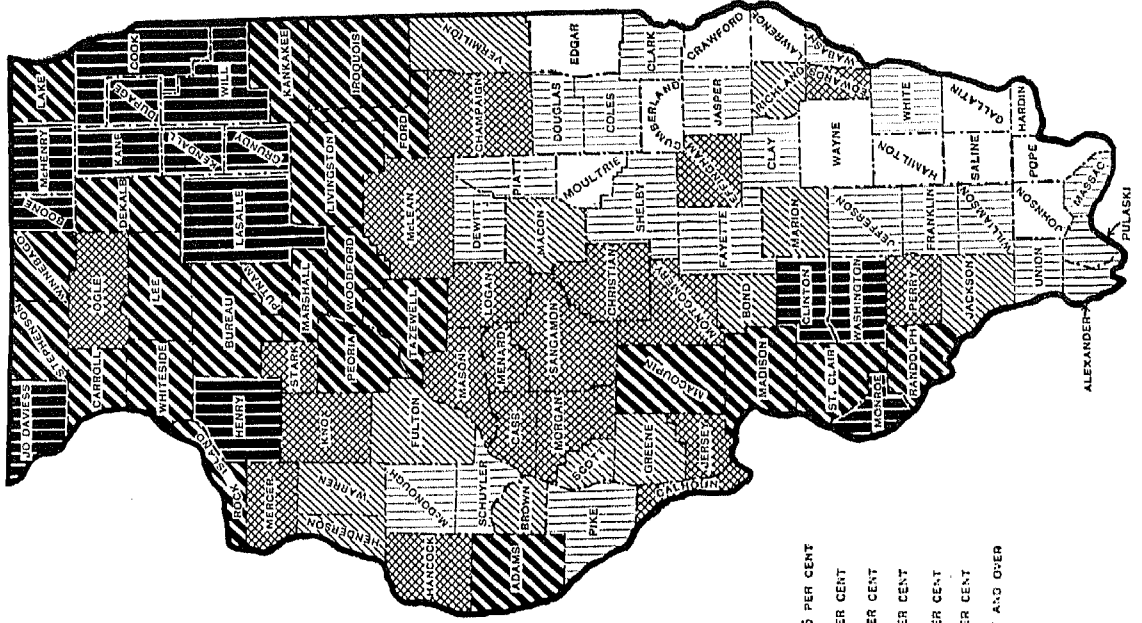 JO DAVIESS
STEPHENSON
WINNEBAGO
BOONE
McHENRY
LAKE
CARROLL
OGLE
DEKALB
KANE
DUPAGE
COOK
WHITESIDE
LEE
KENDALL
WILL
ROCK ISLAND
HENRY
BUREAU
LASALLE
GRUNDY
MERCER
PUTNAM
KANKAKEE
KNOX
STARK
MARSHALL
LIVINGSTON
HENDERSON
WARREN
PEORIA
WOODFORD
IROQUOIS
FULTON
TAZEWELL
McLEAN
FORD
HANCOCK
McDONOUGH
VERMILION
SCHUYLER
MASON
LOGAN
DEWITT
CHAMPAIGN
ADAMS
BROWN
CASS
MENARD
PIATT
MACON
SANGAMON
DOUGLAS
EDGAR
PIKE
SCOTT
MORGAN
CHRISTIAN
MOULTRIE
COLES
GREENE
SHELBY
CUMBERLAND
CLARK
CALHOUN
JERSEY
MACOUPIN
MONTGOMERY
FAYETTE
EFFINGHAM
JASPER
CRAWFORD
MADISON
BOND
CLAY
RICHLAND
LAWRENCE
CLINTON
MARION
ST. CLAIR
WAYNE
EDWARDS
WABASH
MONROE
WASHINGTON
JEFFERSON
RANDOLPH
PERRY
HAMILTON
WHITE
FRANKLIN
JACKSON
WILLIAMSON
SALINE
GALLATIN
UNION
JOHNSON
POPE
HARDIN
ALEXANDER
PULASKI
MASSAC
PER CENT
ER CENT
ER CENT
ER CENT
ER CENT
ER CENT
AND OVER